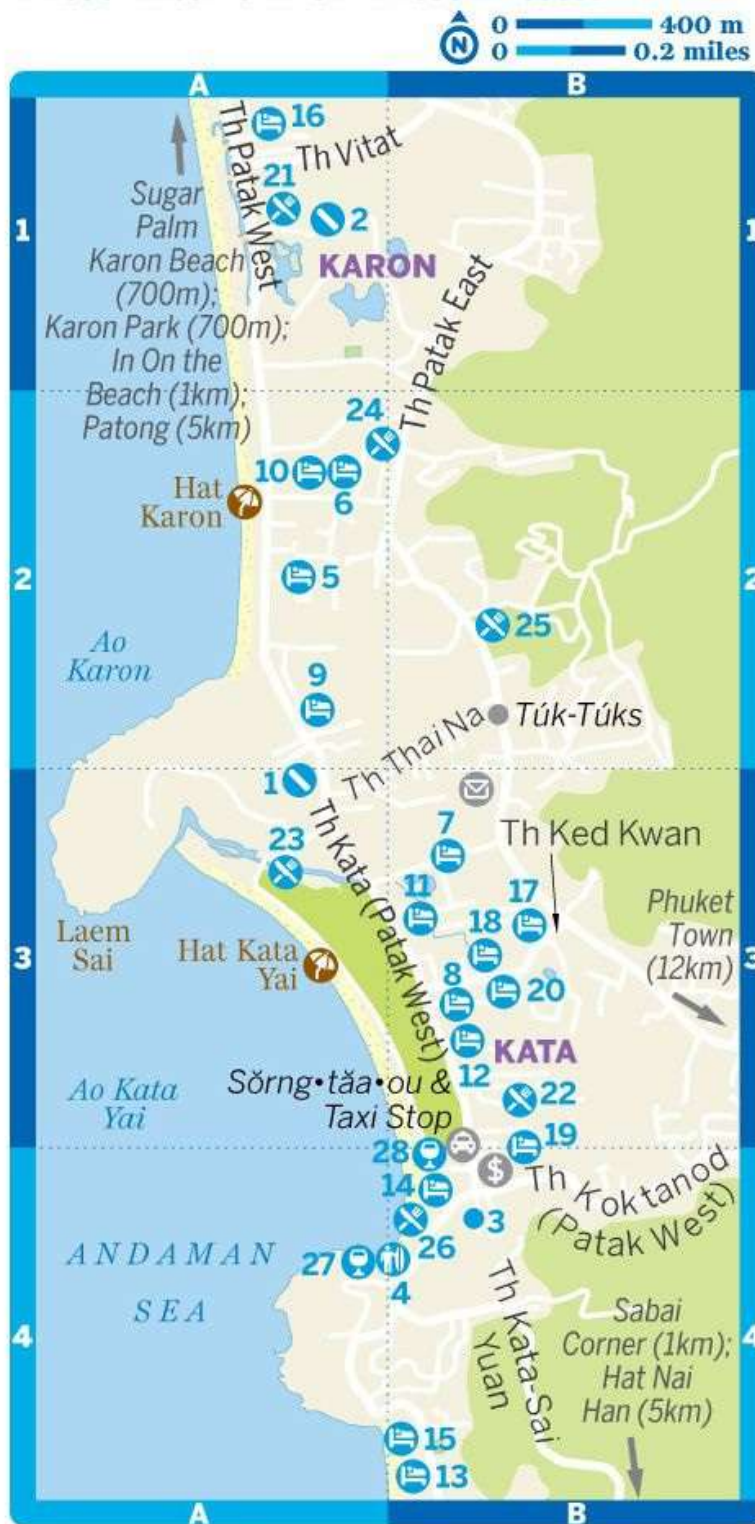 N
0 400 m
0 0.2 miles
A B
1 1
Th Patak West
16
Th Vitat
21
2
KARON
Sugar
Palm
Karon Beach
(700m);
Karon Park (700m);
In On the
Beach (1km);
Patong (5km)
Th Patak East
24
10
6
Hat
Karon
2 2
5
25
Ao
Karon
9
Túk-Túks
Th Thai Na
1
Th Kata (Patak West)
7
Th Ked Kwan
23
11
17
18
Phuket
Town
(12km)
Laem
Sai
3 3
Hat Kata
Yai
8
20
12
KATA
Sŏrng•tăa•ou &
Taxi Stop
22
Ao Kata
Yai
19
28
$
14
Th Koktanod
(Patak West)
3
26
ANDAMAN
SEA
27
4
4 4
Th Kata-Sai
Yuan
Sabai
Corner (1km);
Hat Nai
Han (5km)
15
13
A B